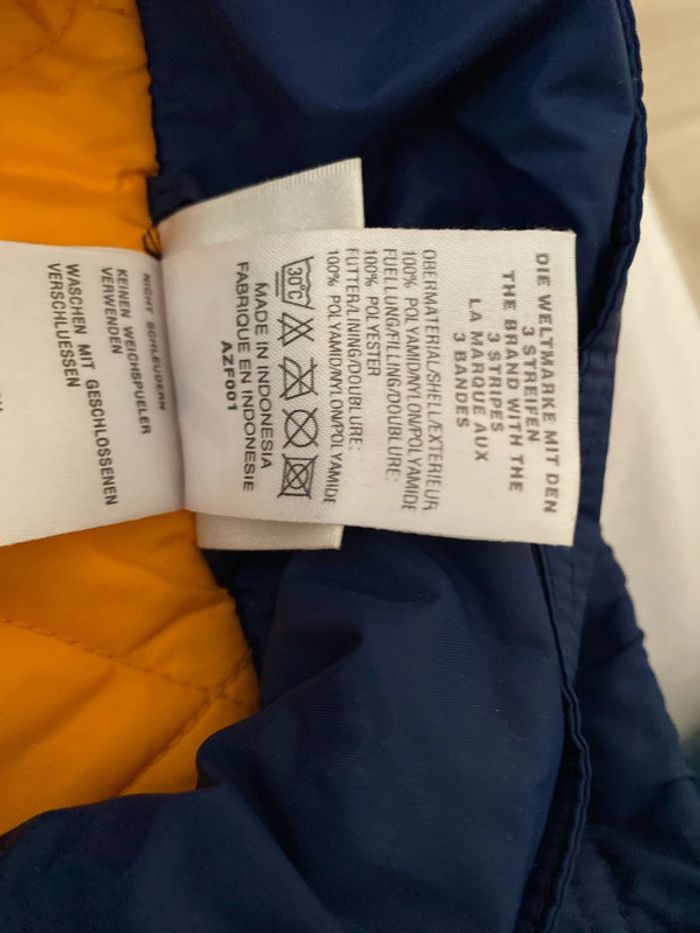 DIE WELTMARKE MIT DEN
3 STREIFEN
THE BRAND WITH THE
3 STRIPES
LA MARQUE AUX
3 BANDES
OBERMATERIAL/SHELL/EXTERIEUR
100% POLYAMID/NYLON/POLYAMIDE
FUELLUNG/FILLING/DOUBLURE:
100% POLYESTER
FUTTER/LINING/DOUBLURE:
100% POLYAMID/NYLON/POLYAMIDE
30°C
MADE IN INDONESIA
FABRIQUE EN INDONESIE
AZF001
NICHT SCHLEUDERN
KEINEN WEICHSPUELER
VERWENDEN
WASCHEN MIT GESCHLOSSENEN
VERSCHLUESSEN